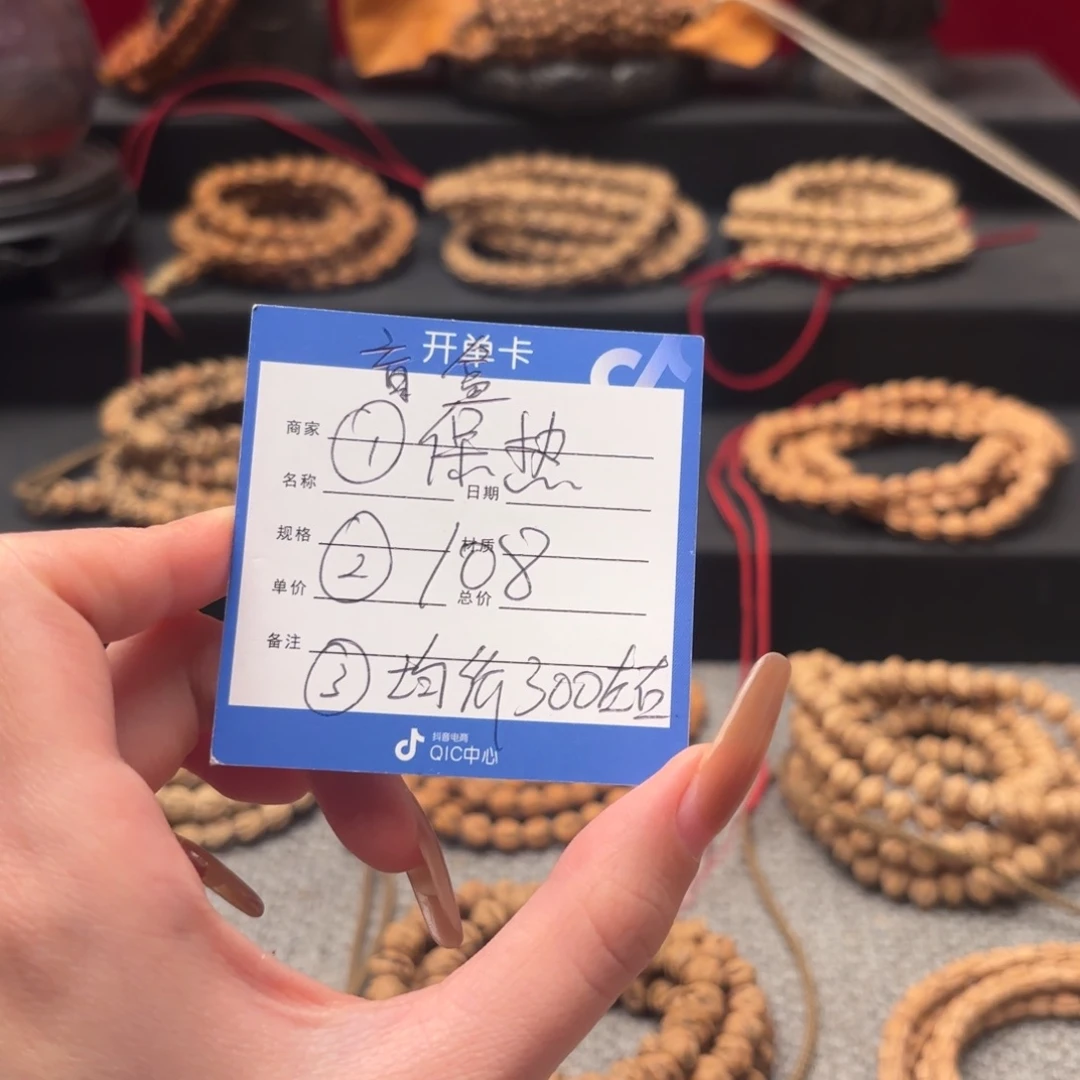 开单卡
盲盒
商家
① 保热
名称 日期
规格 材质
② 108
单价 总价
备注
③ 均价300左右
抖音电商
QIC中心